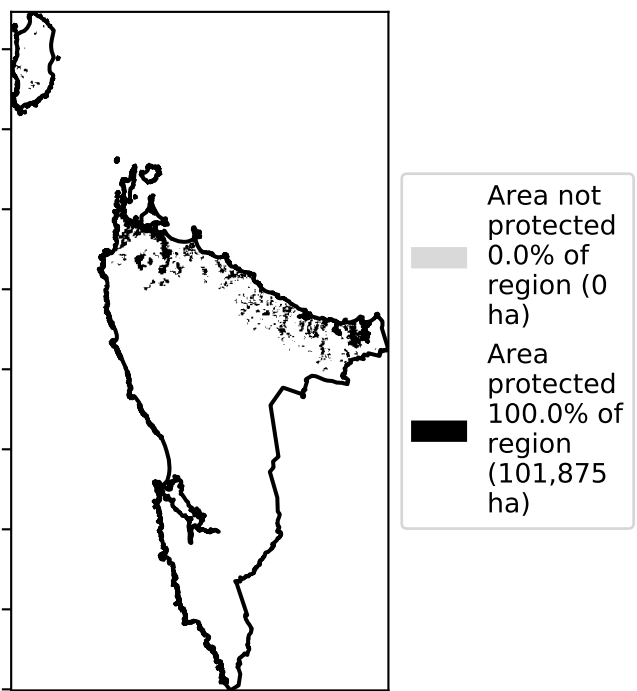 Area not
protected
0.0% of
region (0
ha)
Area
protected
100.0% of
region
(101,875
ha)